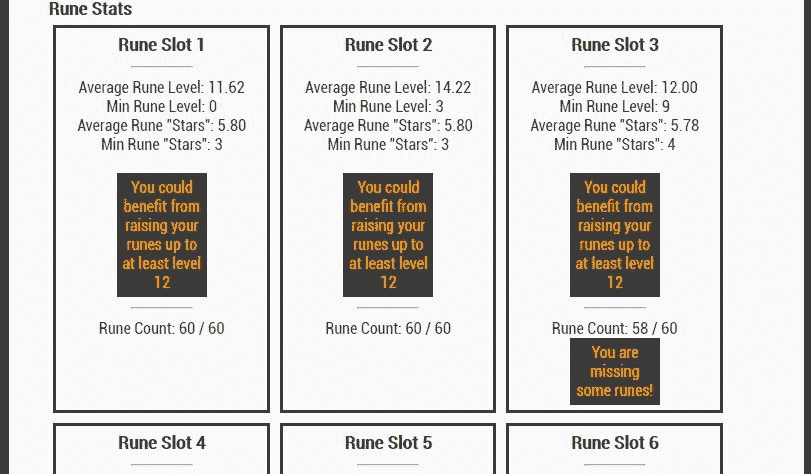 Rune Stats
Rune Slot 1
Average Rune Level: 11.62
Min Rune Level: 0
Average Rune "Stars": 5.80
Min Rune "Stars": 3
You could
benefit from
raising your
runes up to
at least level
12
Rune Count: 60 / 60
Rune Slot 2
Average Rune Level: 14.22
Min Rune Level: 3
Average Rune "Stars": 5.80
Min Rune "Stars": 3
You could
benefit from
raising your
runes up to
at least level
12
Rune Count: 60 / 60
Rune Slot 3
Average Rune Level: 12.00
Min Rune Level: 9
Average Rune "Stars": 5.78
Min Rune "Stars": 4
You could
benefit from
raising your
runes up to
at least level
12
Rune Count: 58 / 60
You are
missing
some runes!
Rune Slot 4
Rune Slot 5
Rune Slot 6